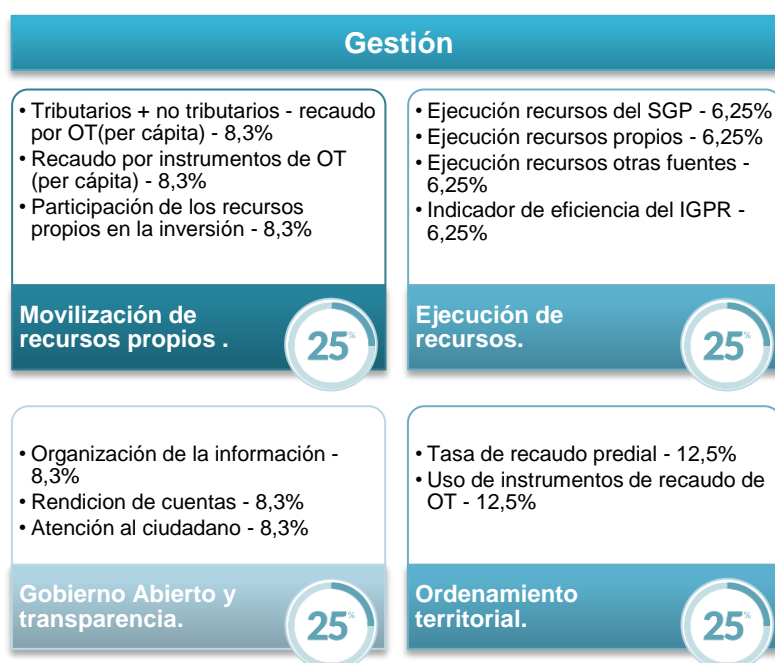 Gestión
• Tributarios + no tributarios - recaudo
por OT(per cápita) - 8,3%
• Recaudo por instrumentos de OT
(per cápita) - 8,3%
• Participación de los recursos
propios en la inversión - 8,3%
Movilización de
recursos propios .
25%
• Ejecución recursos del SGP - 6,25%
• Ejecución recursos propios - 6,25%
• Ejecución recursos otras fuentes -
6,25%
• Indicador de eficiencia del IGPR -
6,25%
Ejecución de
recursos.
25%
• Organización de la información -
8,3%
• Rendicion de cuentas - 8,3%
• Atención al ciudadano - 8,3%
Gobierno Abierto y
transparencia.
25%
• Tasa de recaudo predial - 12,5%
• Uso de instrumentos de recaudo de
OT - 12,5%
Ordenamiento
territorial.
25%